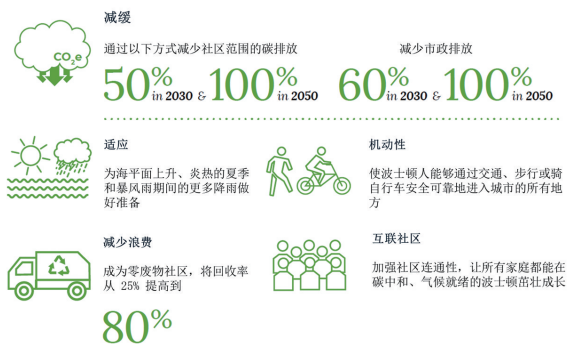 减缓
CO2e
通过以下方式减少社区范围的碳排放
减少市政排放
50% in 2030 & 100% in 2050
60% in 2030 & 100% in 2050
适应
为海平面上升、炎热的夏季
和暴风雨期间的更多降雨做
好准备
机动性
使波士顿人能够通过交通、步行或骑
自行车安全可靠地进入城市的所有地
方
减少浪费
成为零废物社区，将回收率
从 25% 提高到
80%
互联社区
加强社区连通性，让所有家庭都能在
碳中和、气候就绪的波士顿茁壮成长